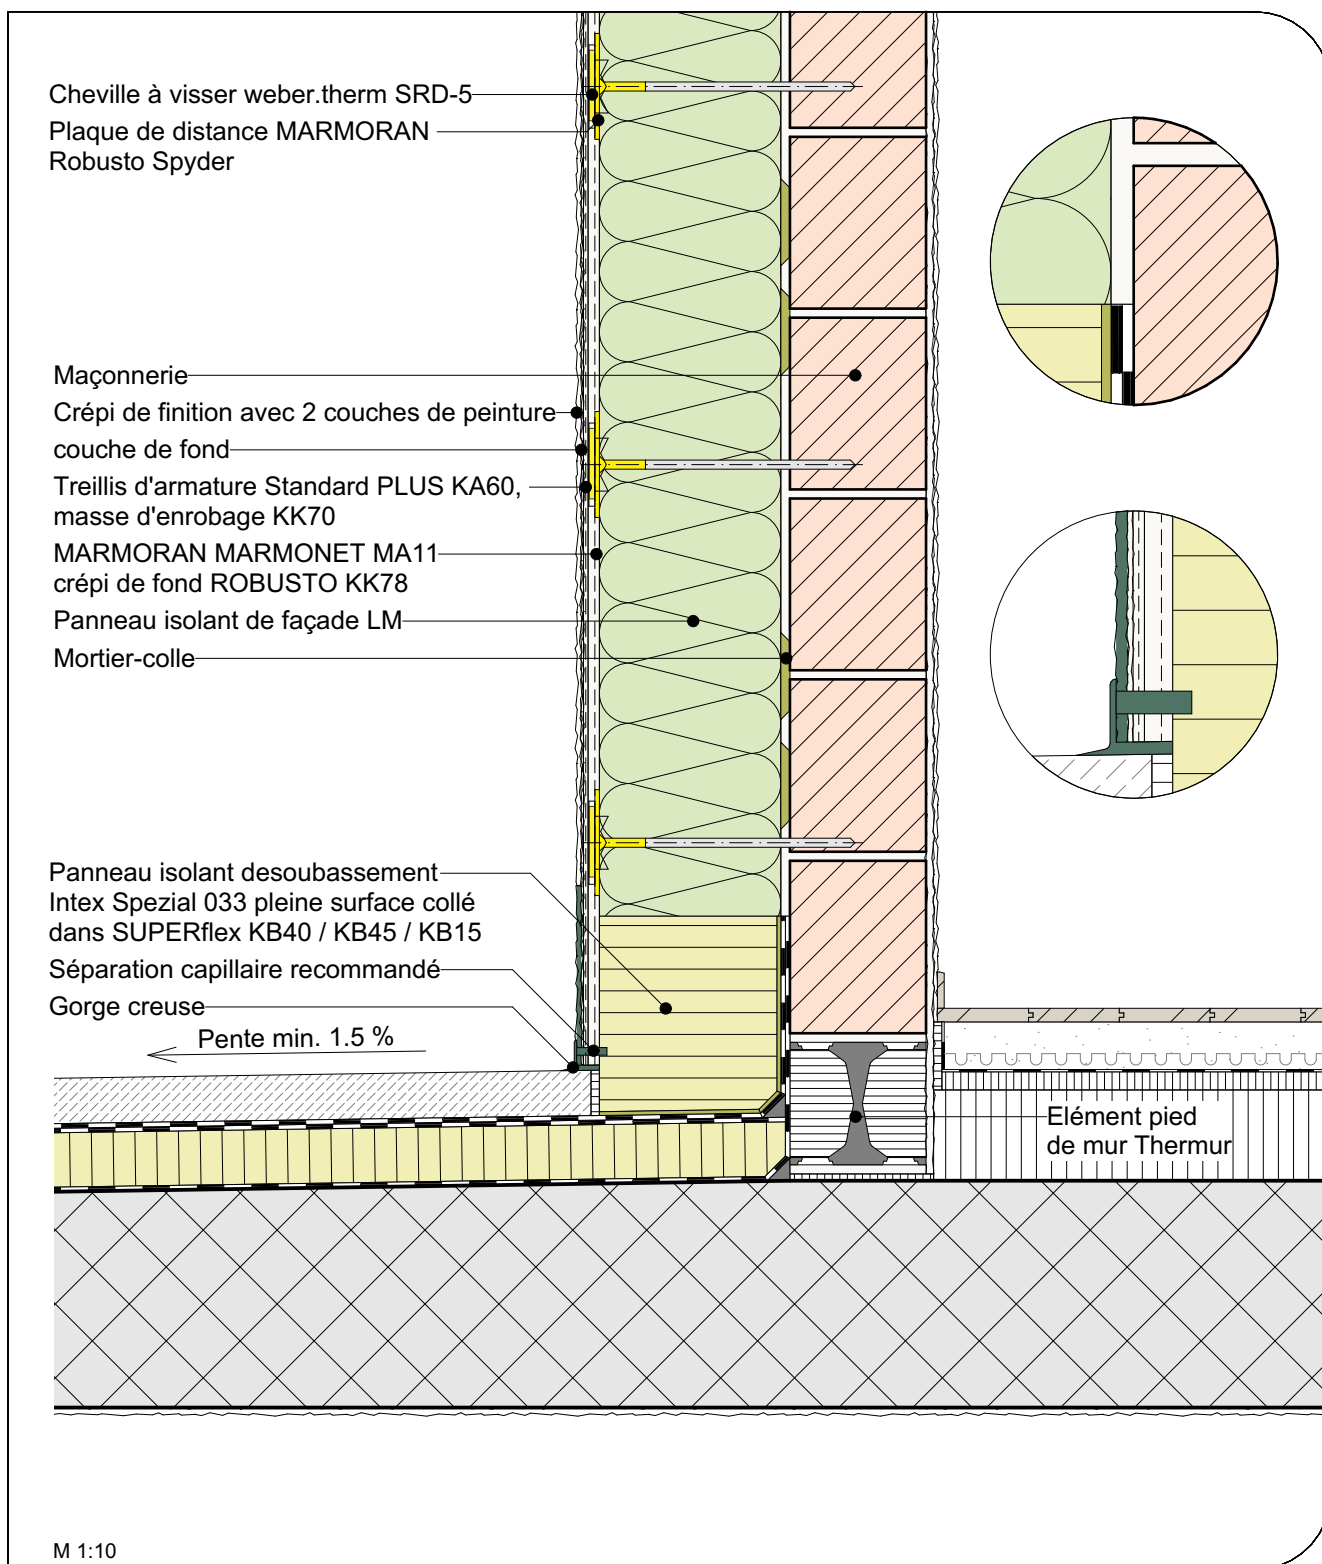 Cheville à visser weber.therm SRD-5
Plaque de distance MARMORAN
Robusto Spyder
Maçonnerie
Crépi de finition avec 2 couches de peinture
couche de fond
Treillis d'armature Standard PLUS KA60,
masse d'enrobage KK70
MARMORAN MARMONET MA11
crépi de fond ROBUSTO KK78
Panneau isolant de façade LM
Mortier-colle
Panneau isolant desoubassement
Intex Spezial 033 pleine surface collé
dans SUPERflex KB40 / KB45 / KB15
Séparation capillaire recommandé
Gorge creuse
Pente min. 1.5 %
Elément pied
de mur Thermur
M 1:10